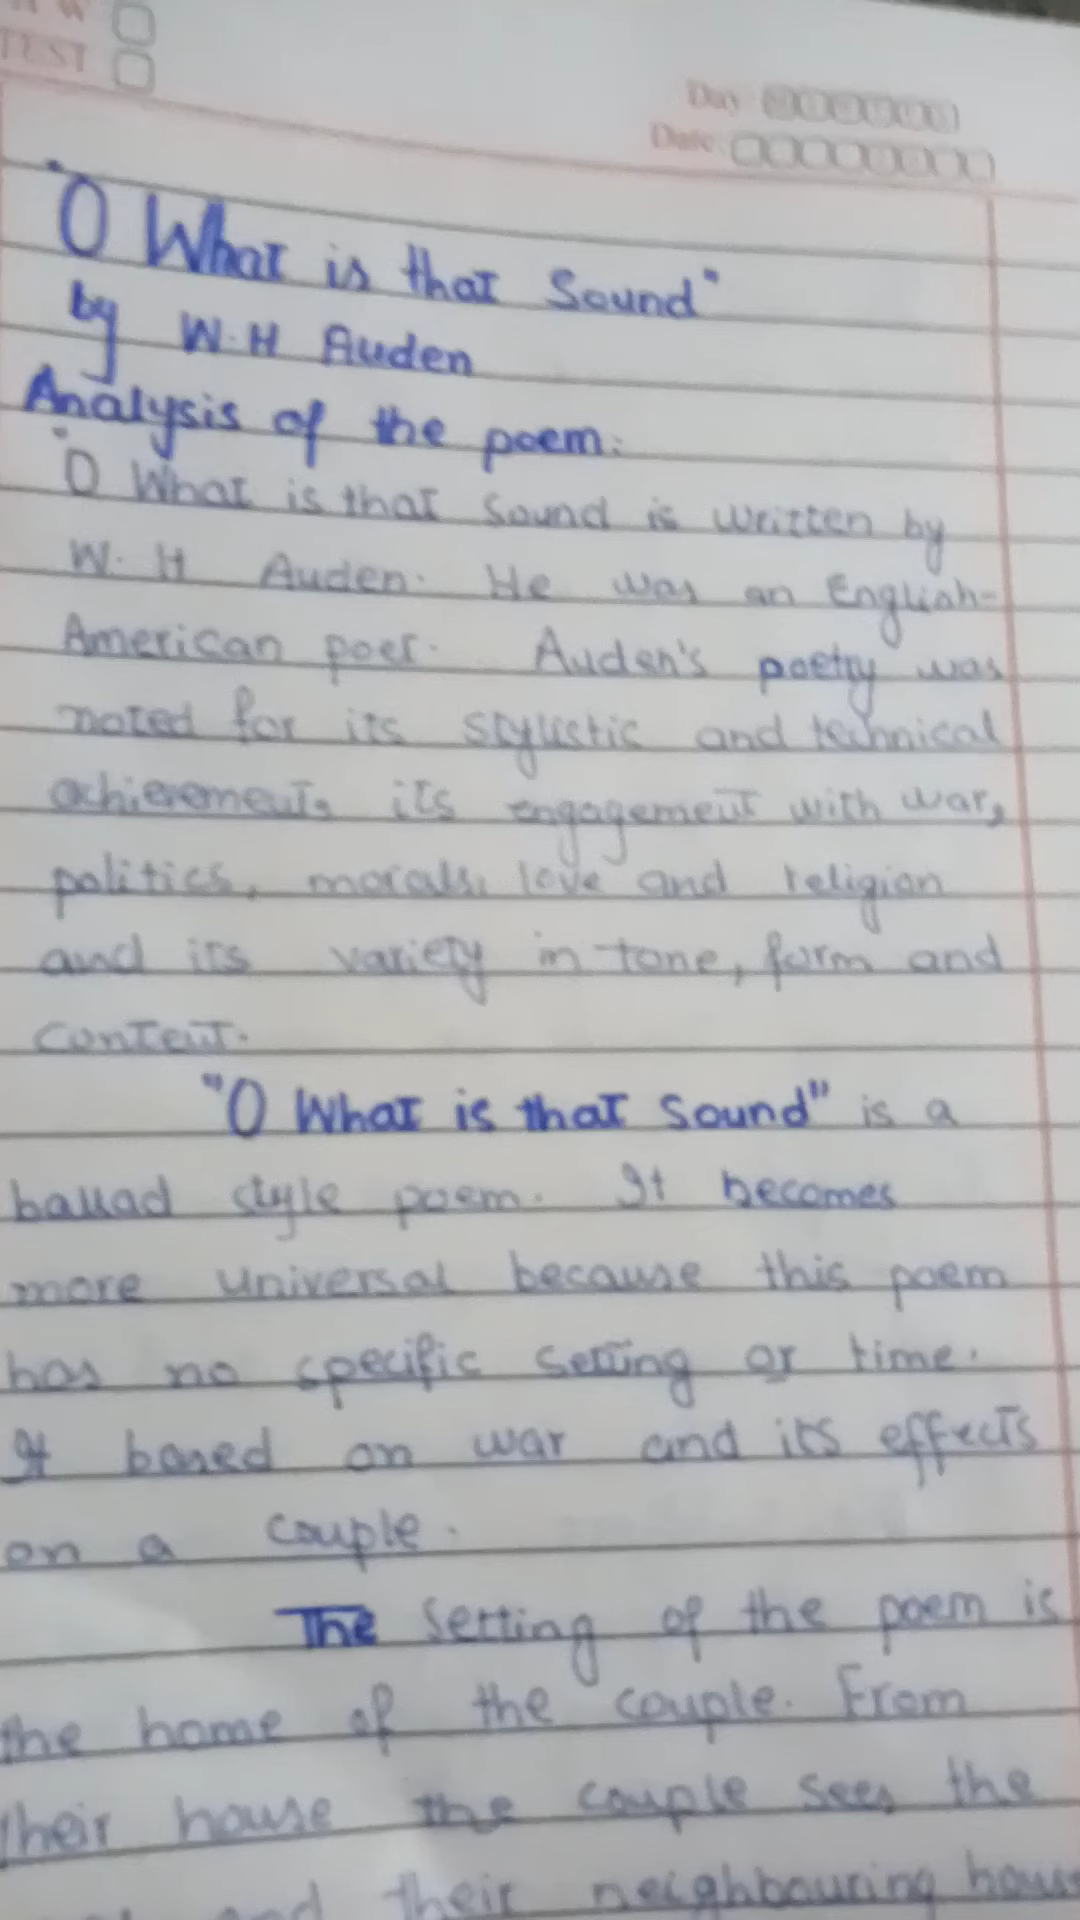 TEST
Day
Date:
"O What is that Sound"
by W.H Auden
Analysis of the poem:
"O What is that Sound is written by
W. H Auden. He was an English-
American poet. Auden's poetry was
noted for its stylistic and technical
achievements its engagement with war,
politics, morals, love and religion
and its variety in tone, form and
content.
"O What is that Sound" is a
ballad style poem. It becomes
more universal because this poem
has no specific setting or time.
It based on war and its effects
on a couple.
The Setting of the poem is
the home of the couple. From
their house the couple sees the
and their neighbouring